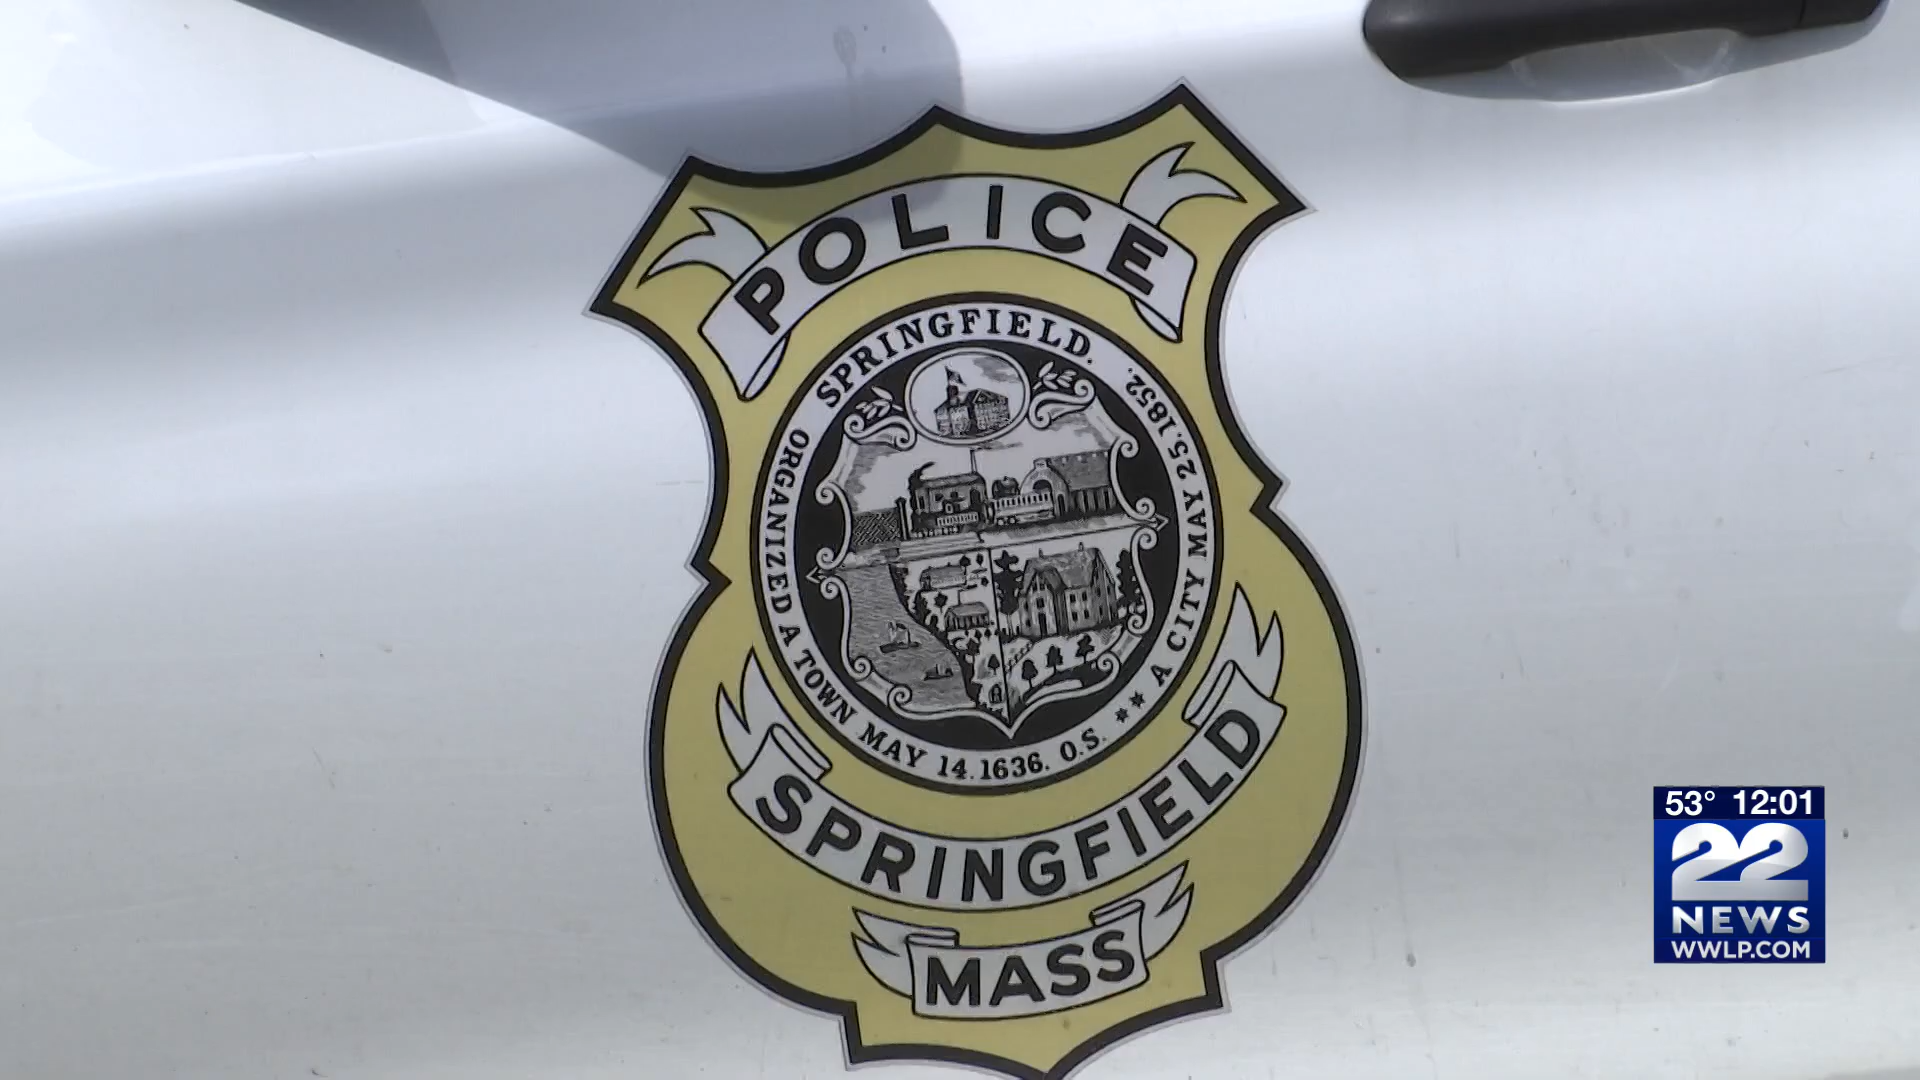 POLICE
SPRINGFIELD.
ORGANIZED A TOWN MAY 14.1636. O.S. ** A CITY MAY 25.1852.
SPRINGFIELD
MASS
53° 12:01
22
NEWS
WWLP.COM